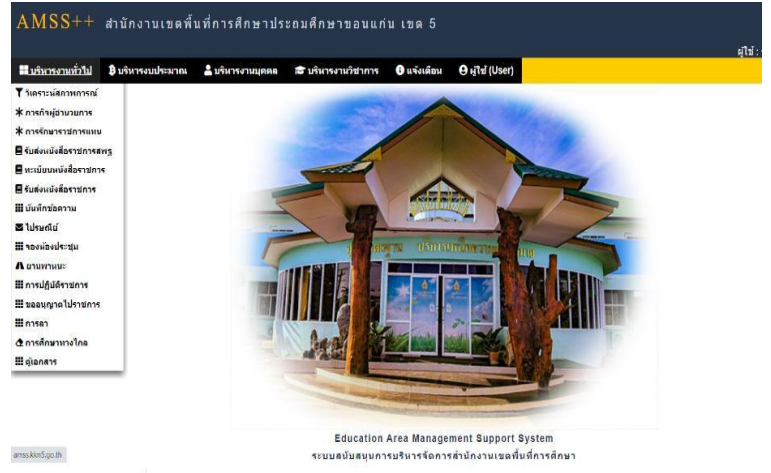 AMSS++ สำนักงานเขตพื้นที่การศึกษาประถมศึกษาขอนแก่น เขต 5
ผู้ใช้ :
บริหารงานทั่วไป บริหารงบประมาณ บริหารงานบุคคล บริหารงานวิชาการ แจ้งเตือน ผู้ใช้ (User)
วิเคราะห์สภาพการณ์
ภารกิจผู้อำนวยการ
การรักษาราชการแทน
รับส่งหนังสือราชการสพฐ
ทะเบียนหนังสือราชการ
รับส่งหนังสือราชการ
บันทึกข้อความ
ไปรษณีย์
จองห้องประชุม
ยานพาหนะ
การปฏิบัติราชการ
ขออนุญาตไปราชการ
การลา
การศึกษาทางไกล
ตู้เอกสาร
Education Area Management Support System
ระบบสนับสนุนการบริหารจัดการสำนักงานเขตพื้นที่การศึกษา
amss.kkn5.go.th